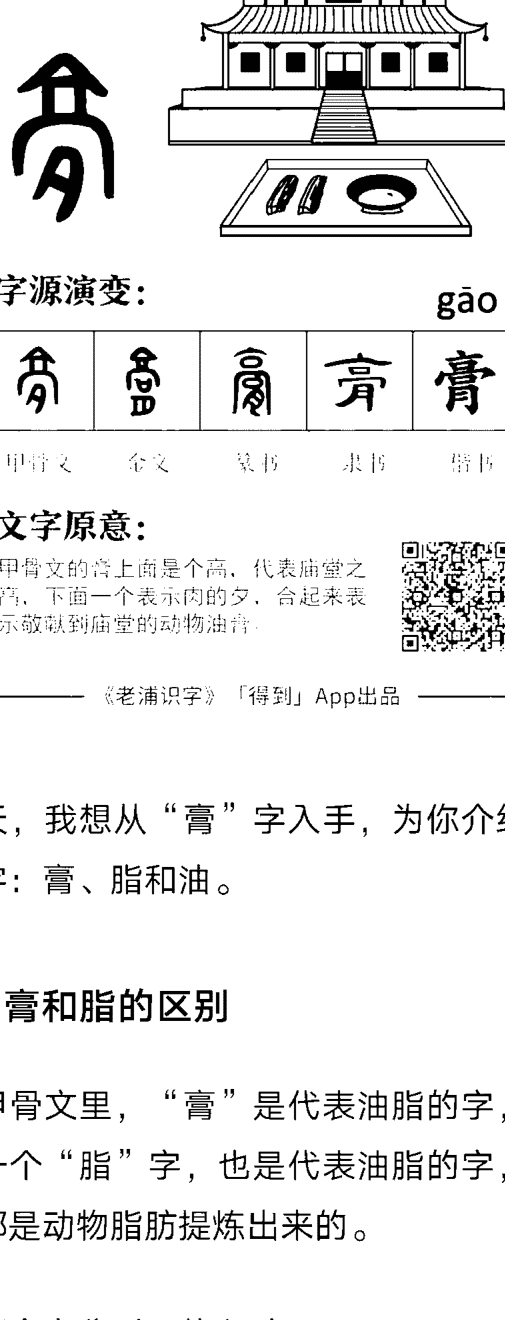 字源演变：
gāo
甲骨文 金文 篆书 隶书 楷书
文字原意：
甲骨文的膏上面是个高，代表庙堂之
高，下面一个表示肉的夕，合起来表
示敬献到庙堂的动物油膏。
《老浦识字》「得到」App出品
天，我想从“膏”字入手，为你介绍
字：膏、脂和油。
膏和脂的区别
甲骨文里，“膏”是代表油脂的字，
一个“脂”字，也是代表油脂的字，
都是动物脂肪提炼出来的。